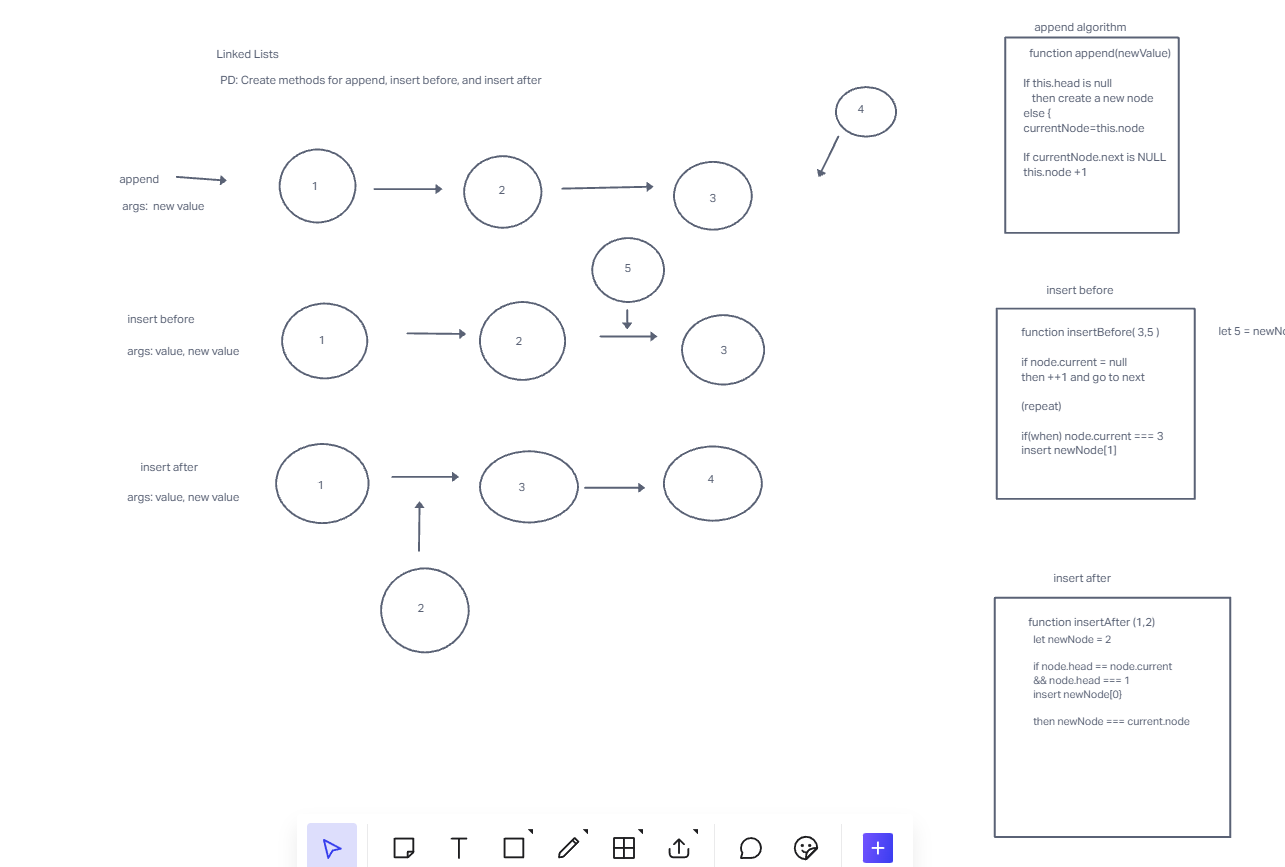 Linked Lists
PD: Create methods for append, insert before, and insert after
append
args: new value
1
2
3
4
insert before
args: value, new value
1
2
5
3
insert after
args: value, new value
1
3
4
2
append algorithm
function append(newValue)
If this.head is null
then create a new node
else {
currentNode=this.node
If currentNode.next is NULL
this.node +1
insert before
function insertBefore( 3,5 )
if node.current = null
then ++1 and go to next
(repeat)
if(when) node.current === 3
insert newNode[1]
let 5 = newNo
insert after
function insertAfter (1,2)
let newNode = 2
if node.head == node.current
&& node.head === 1
insert newNode[0}
then newNode === current.node